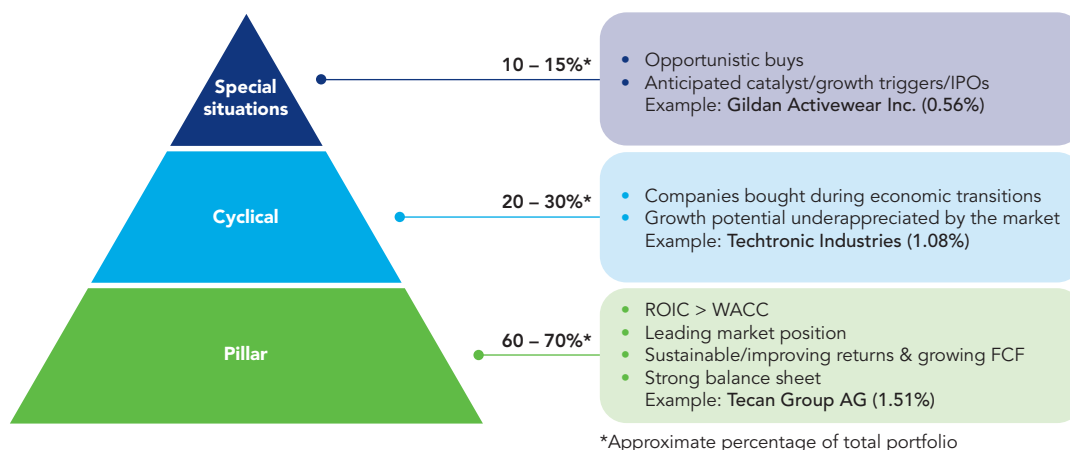 Special
situations
10 – 15%*
• Opportunistic buys
• Anticipated catalyst/growth triggers/IPOs
Example: Gildan Activewear Inc. (0.56%)
Cyclical
20 – 30%*
• Companies bought during economic transitions
• Growth potential underappreciated by the market
Example: Techtronic Industries (1.08%)
Pillar
60 – 70%*
• ROIC > WACC
• Leading market position
• Sustainable/improving returns & growing FCF
• Strong balance sheet
Example: Tecan Group AG (1.51%)
*Approximate percentage of total portfolio